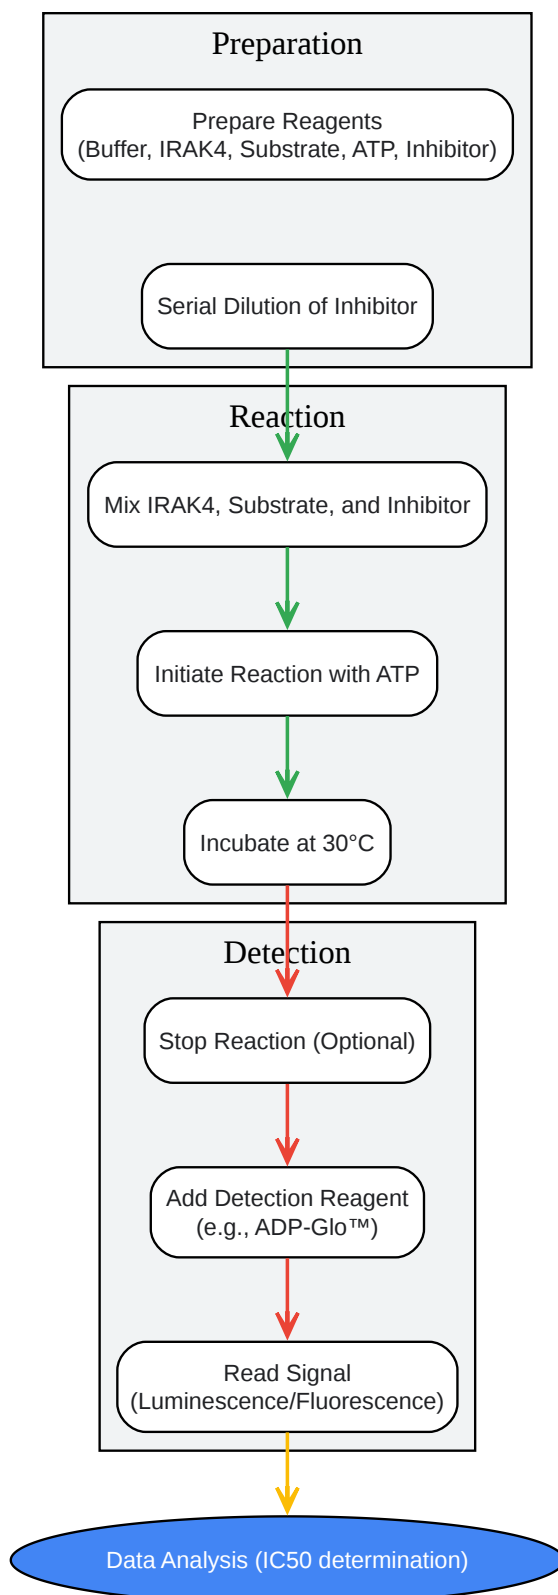 Preparation
Prepare Reagents
(Buffer, IRAK4, Substrate, ATP, Inhibitor)
Serial Dilution of Inhibitor
Reaction
Mix IRAK4, Substrate, and Inhibitor
Initiate Reaction with ATP
Incubate at 30°C
Detection
Stop Reaction (Optional)
Add Detection Reagent
(e.g., ADP-Glo™)
Read Signal
(Luminescence/Fluorescence)
Data Analysis (IC50 determination)